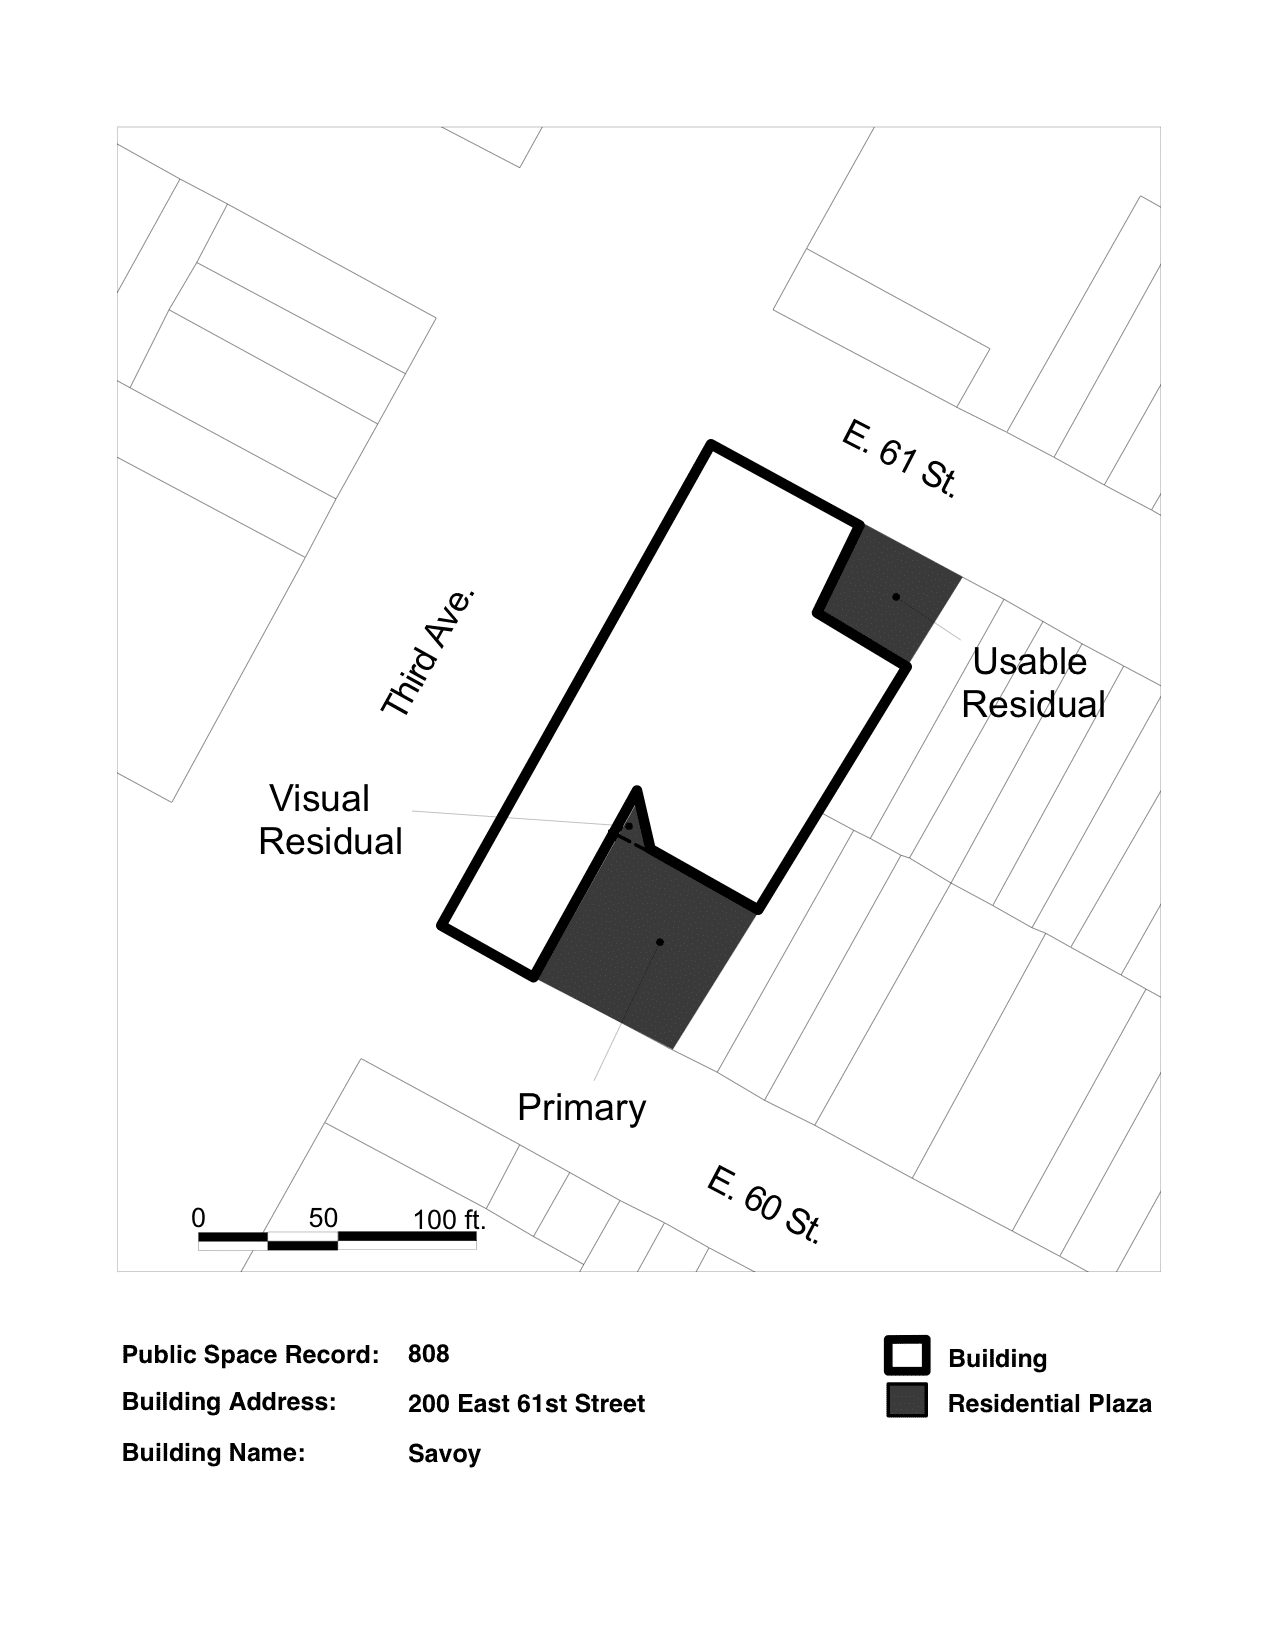 E. 61 St.
Third Ave.
Usable
Residual
Visual
Residual
Primary
E. 60 St.
0 50 100 ft.
Public Space Record: 808
Building Address: 200 East 61st Street
Building Name: Savoy
Building
Residential Plaza